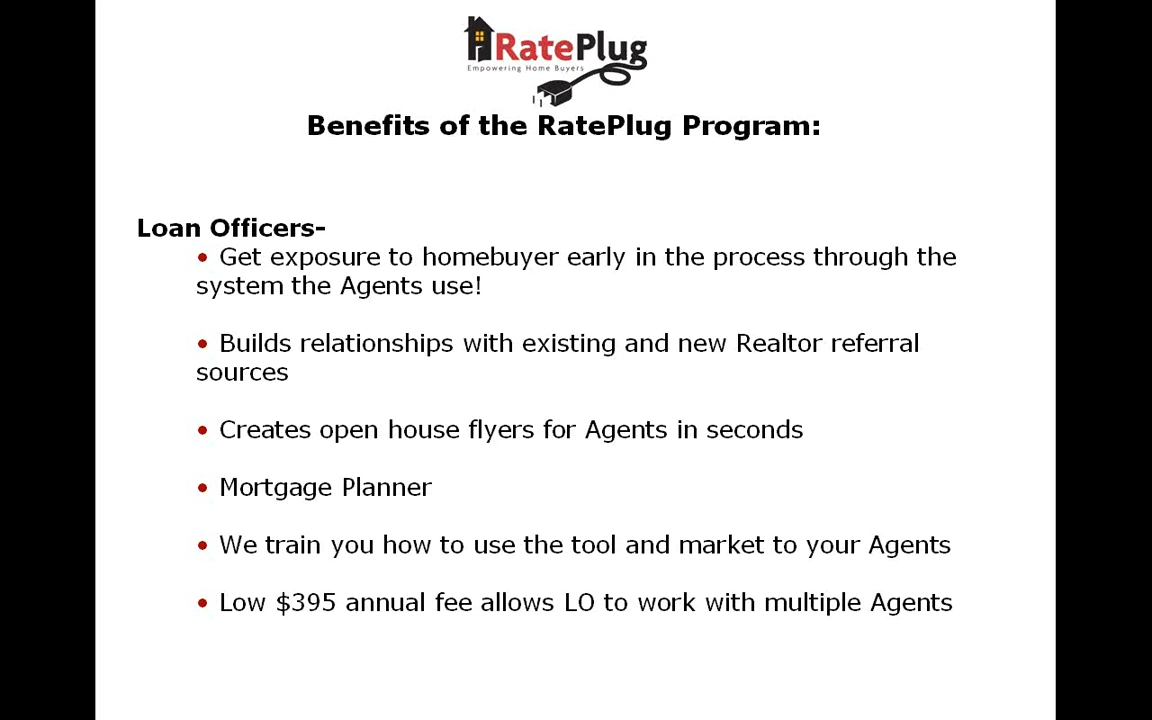 RatePlug
Empowering Home Buyers
Benefits of the RatePlug Program:
Loan Officers-
• Get exposure to homebuyer early in the process through the
system the Agents use!
• Builds relationships with existing and new Realtor referral
sources
• Creates open house flyers for Agents in seconds
• Mortgage Planner
• We train you how to use the tool and market to your Agents
• Low $395 annual fee allows LO to work with multiple Agents